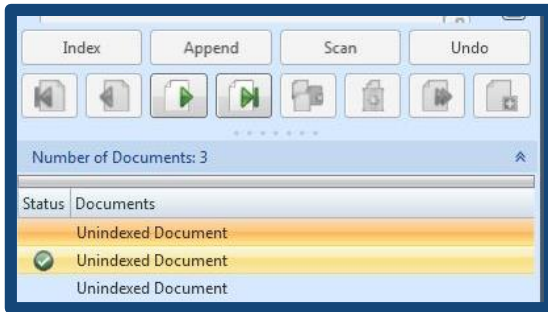 Index Append Scan Undo
Number of Documents: 3
Status Documents
Unindexed Document
Unindexed Document
Unindexed Document